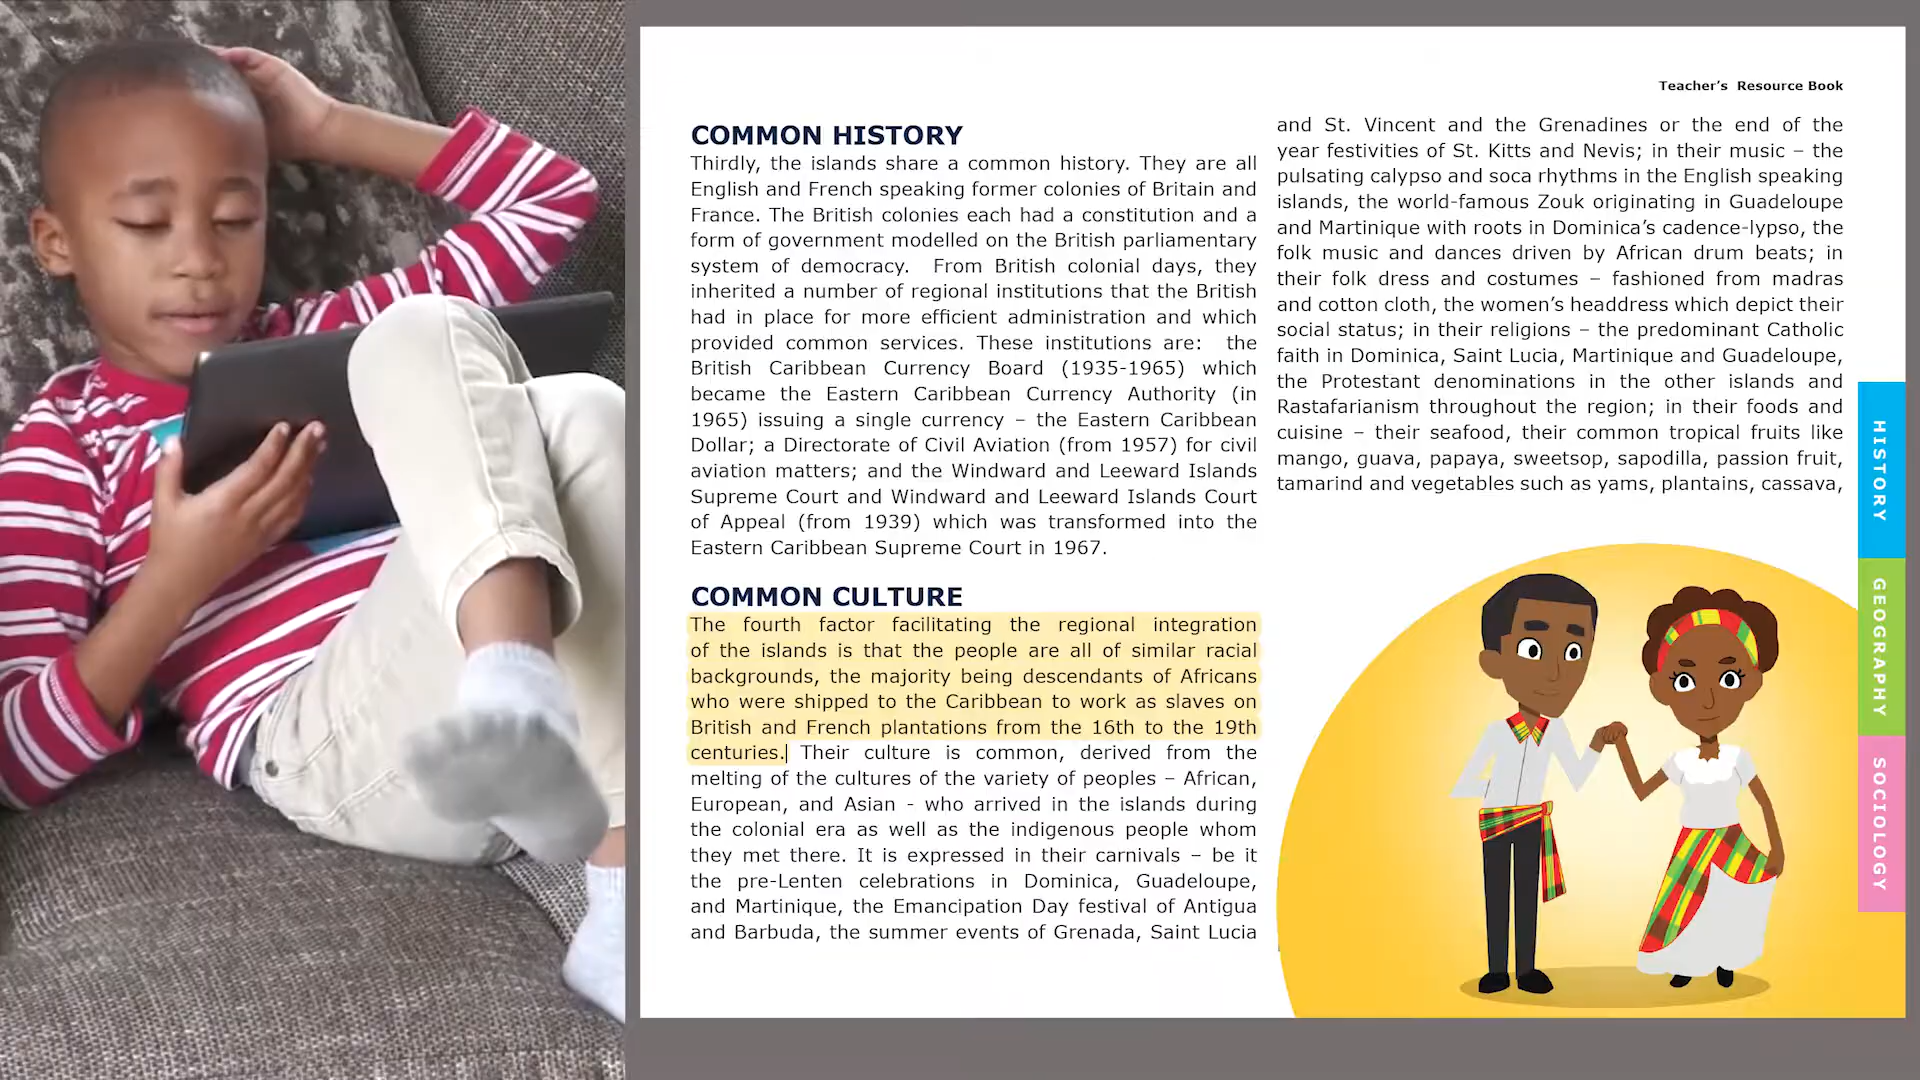 Teacher's Resource Book
COMMON HISTORY
Thirdly, the islands share a common history. They are all
English and French speaking former colonies of Britain and
France. The British colonies each had a constitution and a
form of government modelled on the British parliamentary
system of democracy. From British colonial days, they
inherited a number of regional institutions that the British
had in place for more efficient administration and which
provided common services. These institutions are: the
British Caribbean Currency Board (1935-1965) which
became the Eastern Caribbean Currency Authority (in
1965) issuing a single currency – the Eastern Caribbean
Dollar; a Directorate of Civil Aviation (from 1957) for civil
aviation matters; and the Windward and Leeward Islands
Supreme Court and Windward and Leeward Islands Court
of Appeal (from 1939) which was transformed into the
Eastern Caribbean Supreme Court in 1967.
COMMON CULTURE
The fourth factor facilitating the regional integration
of the islands is that the people are all of similar racial
backgrounds, the majority being descendants of Africans
who were shipped to the Caribbean to work as slaves on
British and French plantations from the 16th to the 19th
centuries. Their culture is common, derived from the
melting of the cultures of the variety of peoples – African,
European, and Asian - who arrived in the islands during
the colonial era as well as the indigenous people whom
they met there. It is expressed in their carnivals – be it
the pre-Lenten celebrations in Dominica, Guadeloupe,
and Martinique, the Emancipation Day festival of Antigua
and Barbuda, the summer events of Grenada, Saint Lucia
and St. Vincent and the Grenadines or the end of the
year festivities of St. Kitts and Nevis; in their music – the
pulsating calypso and soca rhythms in the English speaking
islands, the world-famous Zouk originating in Guadeloupe
and Martinique with roots in Dominica's cadence-lypso, the
folk music and dances driven by African drum beats; in
their folk dress and costumes – fashioned from madras
and cotton cloth, the women's headdress which depict their
social status; in their religions – the predominant Catholic
faith in Dominica, Saint Lucia, Martinique and Guadeloupe,
the Protestant denominations in the other islands and
Rastafarianism throughout the region; in their foods and
cuisine – their seafood, their common tropical fruits like
mango, guava, papaya, sweetsop, sapodilla, passion fruit,
tamarind and vegetables such as yams, plantains, cassava,
HISTORY
GEOGRAPHY
SOCIOLOGY